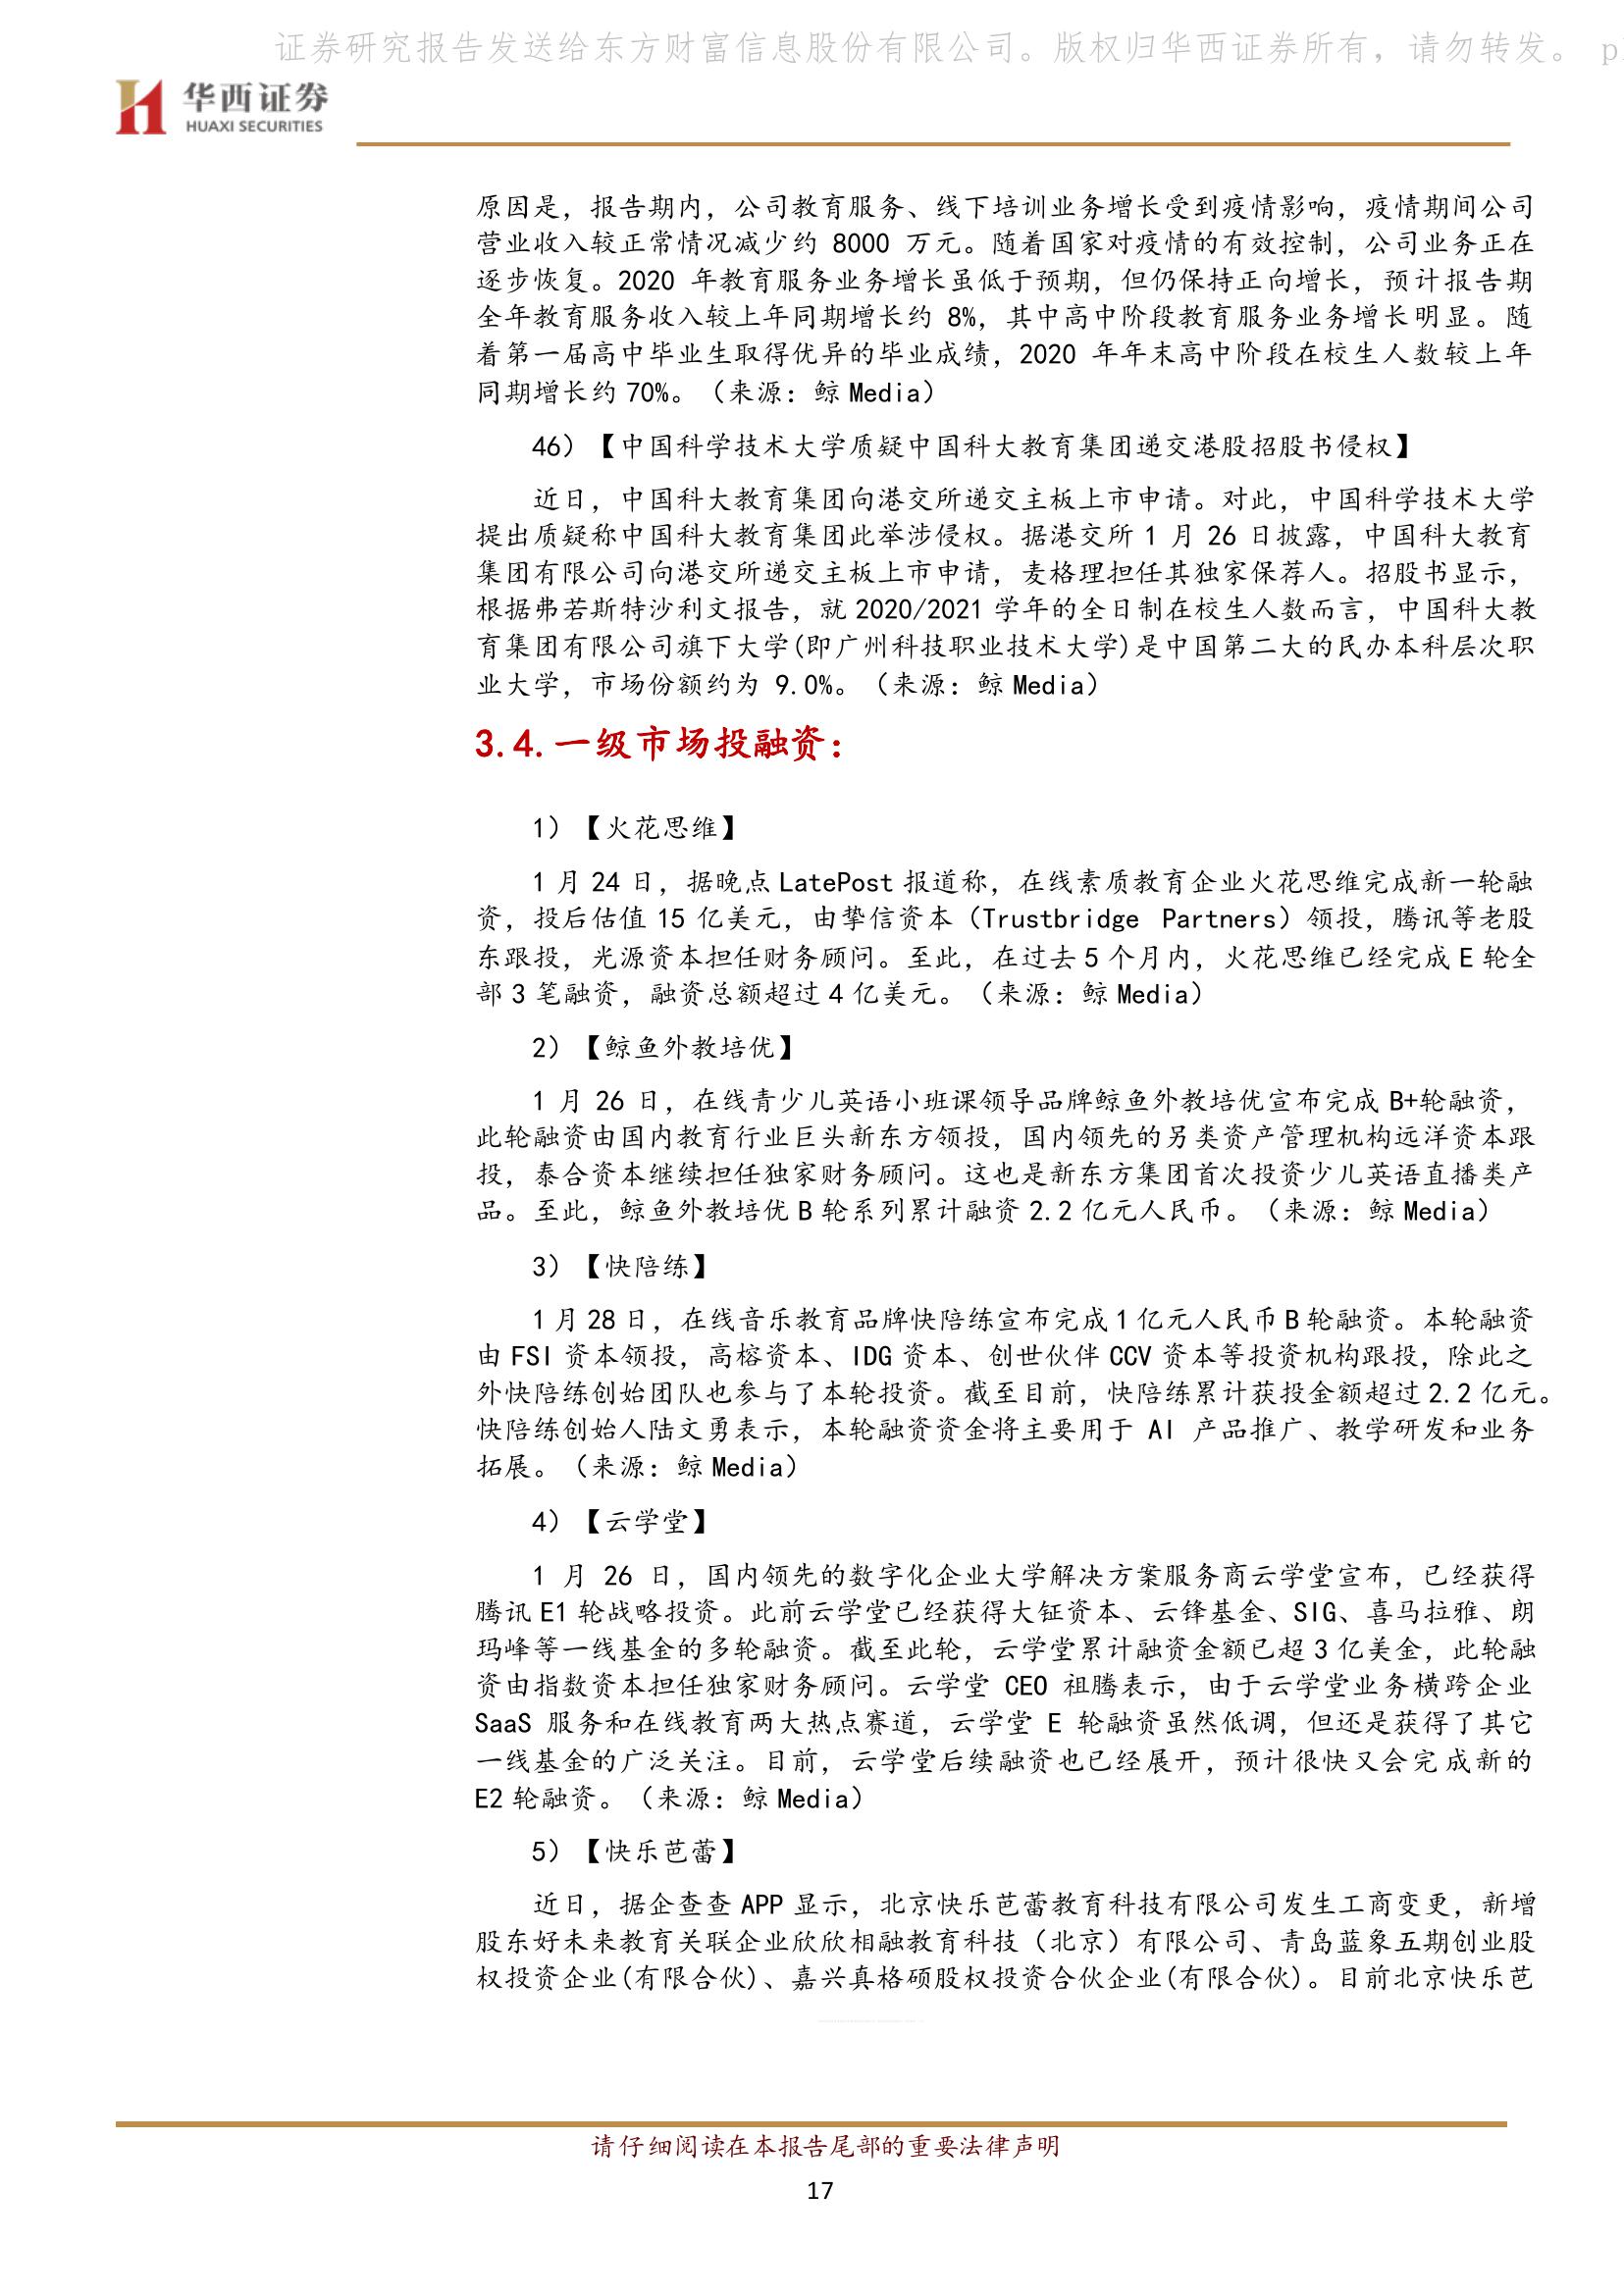 证券研究报告发送给东方财富信息股份有限公司。版权归华西证券所有，请勿转发。 p
华西证券
HUAXI SECURITIES
原因是，报告期内，公司教育服务、线下培训业务增长受到疫情影响，疫情期间公司
营业收入较正常情况减少约 8000 万元。随着国家对疫情的有效控制，公司业务正在
逐步恢复。2020 年教育服务业务增长虽低于预期，但仍保持正向增长，预计报告期
全年教育服务收入较上年同期增长约 8%，其中高中阶段教育服务业务增长明显。随
着第一届高中毕业生取得优异的毕业成绩，2020 年年末高中阶段在校生人数较上年
同期增长约 70%。（来源：鲸 Media）
46）【中国科学技术大学质疑中国科大教育集团递交港股招股书侵权】
近日，中国科大教育集团向港交所递交主板上市申请。对此，中国科学技术大学
提出质疑称中国科大教育集团此举涉侵权。据港交所 1 月 26 日披露，中国科大教育
集团有限公司向港交所递交主板上市申请，麦格理担任其独家保荐人。招股书显示，
根据弗若斯特沙利文报告，就 2020/2021 学年的全日制在校生人数而言，中国科大教
育集团有限公司旗下大学(即广州科技职业技术大学)是中国第二大的民办本科层次职
业大学，市场份额约为 9.0%。（来源：鲸 Media）
3.4.一级市场投融资：
1）【火花思维】
1 月 24 日，据晚点 LatePost 报道称，在线素质教育企业火花思维完成新一轮融
资，投后估值 15 亿美元，由挚信资本（Trustbridge Partners）领投，腾讯等老股
东跟投，光源资本担任财务顾问。至此，在过去 5 个月内，火花思维已经完成 E 轮全
部 3 笔融资，融资总额超过 4 亿美元。（来源：鲸 Media）
2）【鲸鱼外教培优】
1 月 26 日，在线青少儿英语小班课领导品牌鲸鱼外教培优宣布完成 B+轮融资，
此轮融资由国内教育行业巨头新东方领投，国内领先的另类资产管理机构远洋资本跟
投，泰合资本继续担任独家财务顾问。这也是新东方集团首次投资少儿英语直播类产
品。至此，鲸鱼外教培优 B 轮系列累计融资 2.2 亿元人民币。（来源：鲸 Media）
3）【快陪练】
1 月 28 日，在线音乐教育品牌快陪练宣布完成 1 亿元人民币 B 轮融资。本轮融资
由 FSI 资本领投，高榕资本、IDG 资本、创世伙伴 CCV 资本等投资机构跟投，除此之
外快陪练创始团队也参与了本轮投资。截至目前，快陪练累计获投金额超过 2.2 亿元。
快陪练创始人陆文勇表示，本轮融资资金将主要用于 AI 产品推广、教学研发和业务
拓展。（来源：鲸 Media）
4）【云学堂】
1 月 26 日，国内领先的数字化企业大学解决方案服务商云学堂宣布，已经获得
腾讯 E1 轮战略投资。此前云学堂已经获得大钲资本、云锋基金、SIG、喜马拉雅、朗
玛峰等一线基金的多轮融资。截至此轮，云学堂累计融资金额已超 3 亿美金，此轮融
资由指数资本担任独家财务顾问。云学堂 CEO 祖腾表示，由于云学堂业务横跨企业
SaaS 服务和在线教育两大热点赛道，云学堂 E 轮融资虽然低调，但还是获得了其它
一线基金的广泛关注。目前，云学堂后续融资也已经展开，预计很快又会完成新的
E2 轮融资。（来源：鲸 Media）
5）【快乐芭蕾】
近日，据企查查 APP 显示，北京快乐芭蕾教育科技有限公司发生工商变更，新增
股东好未来教育关联企业欣欣相融教育科技（北京）有限公司、青岛蓝象五期创业股
权投资企业(有限合伙)、嘉兴真格硕股权投资合伙企业(有限合伙)。目前北京快乐芭
请仔细阅读在本报告尾部的重要法律声明
17